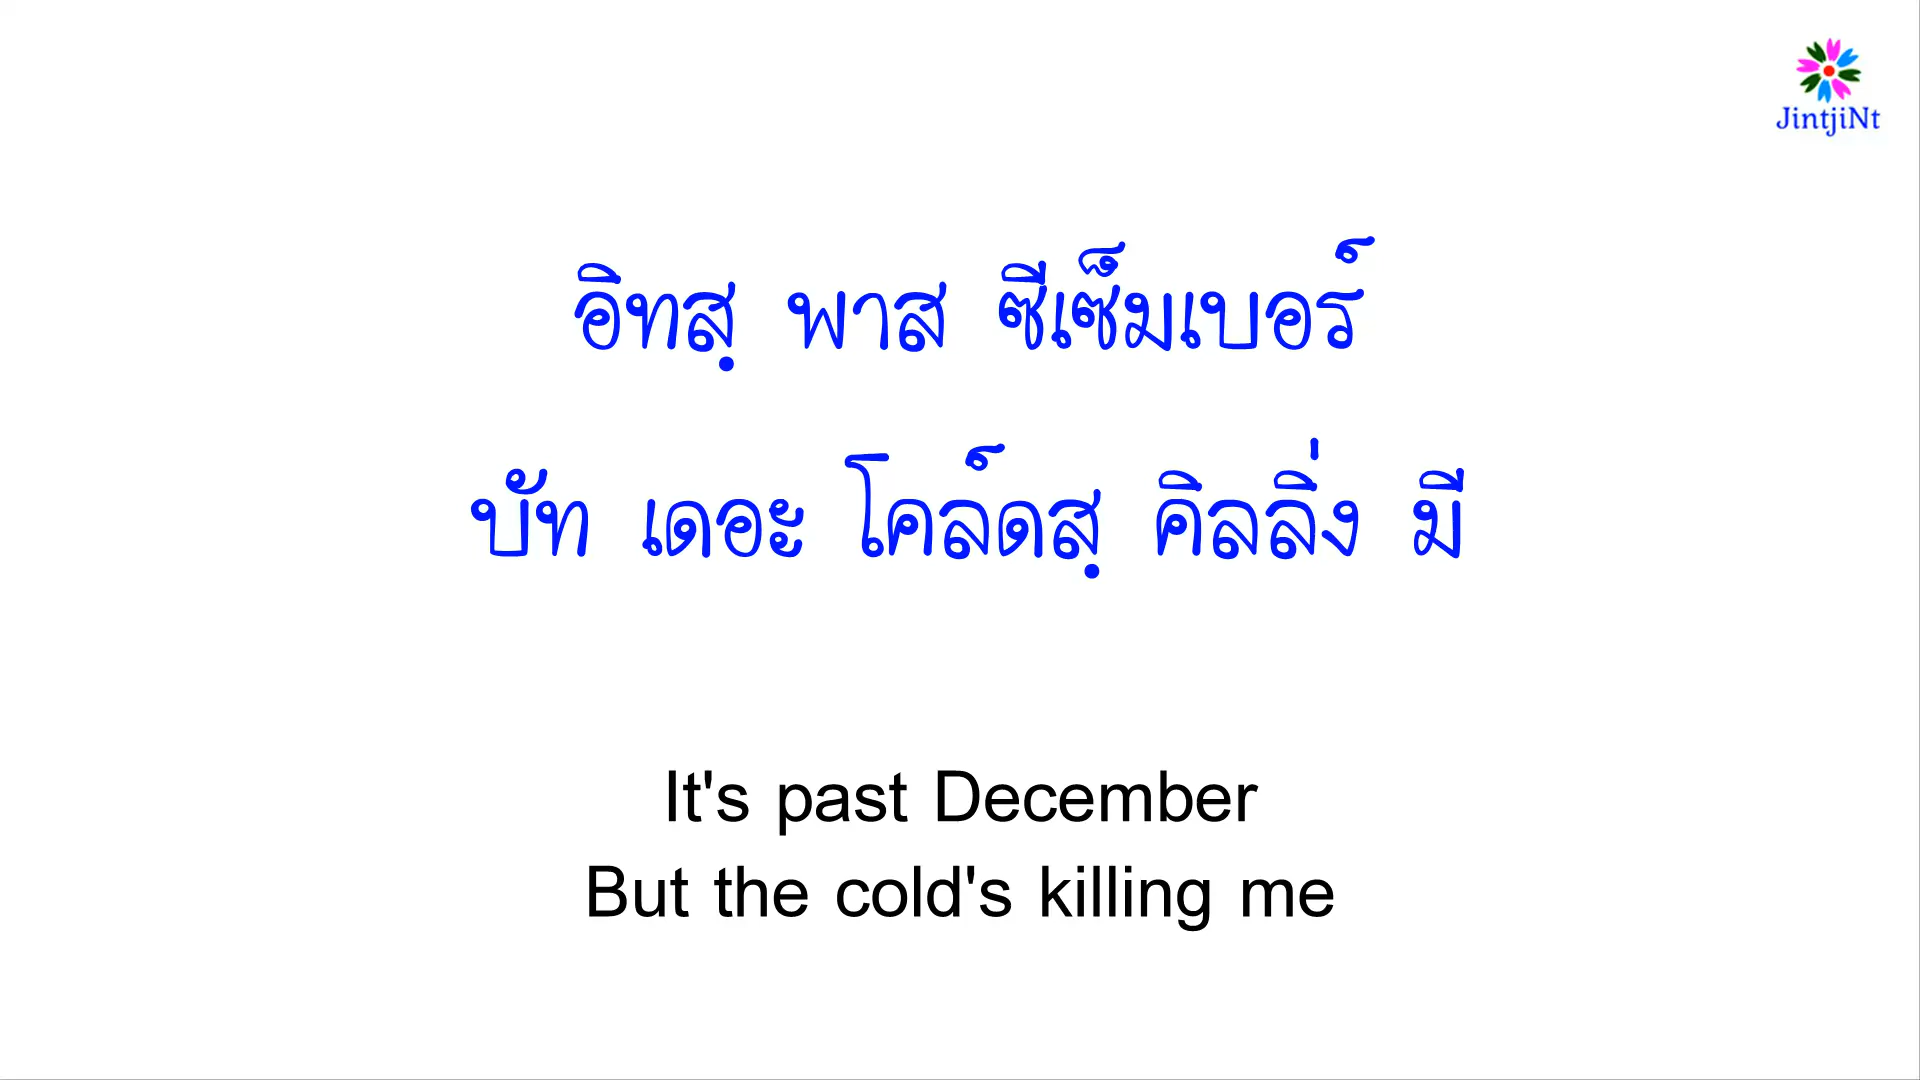 JintjiNt
อิทสฺ พาส ซีเซ็มเบอร์
บัท เดอะ โคล์ดสฺ คิลลิ่ง มี
It's past December
But the cold's killing me